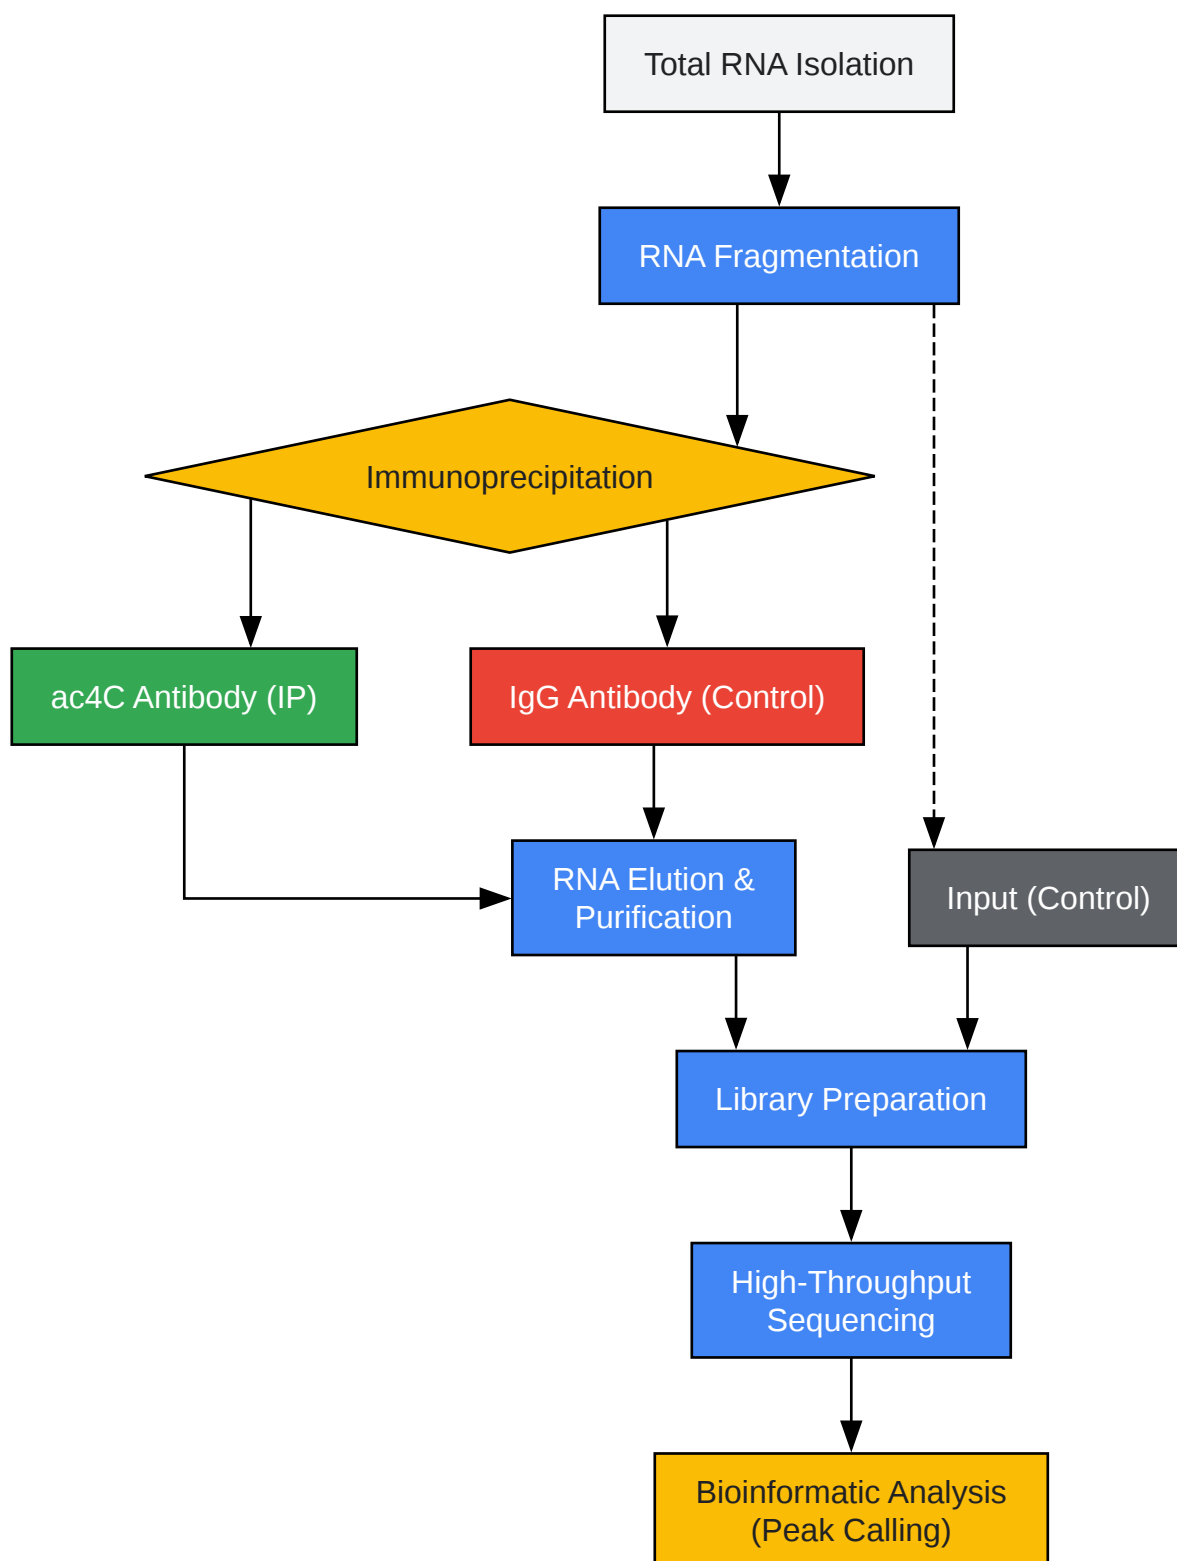 Total RNA Isolation
RNA Fragmentation
Immunoprecipitation
ac4C Antibody (IP)
IgG Antibody (Control)
RNA Elution &
Purification
Input (Control)
Library Preparation
High-Throughput
Sequencing
Bioinformatic Analysis
(Peak Calling)